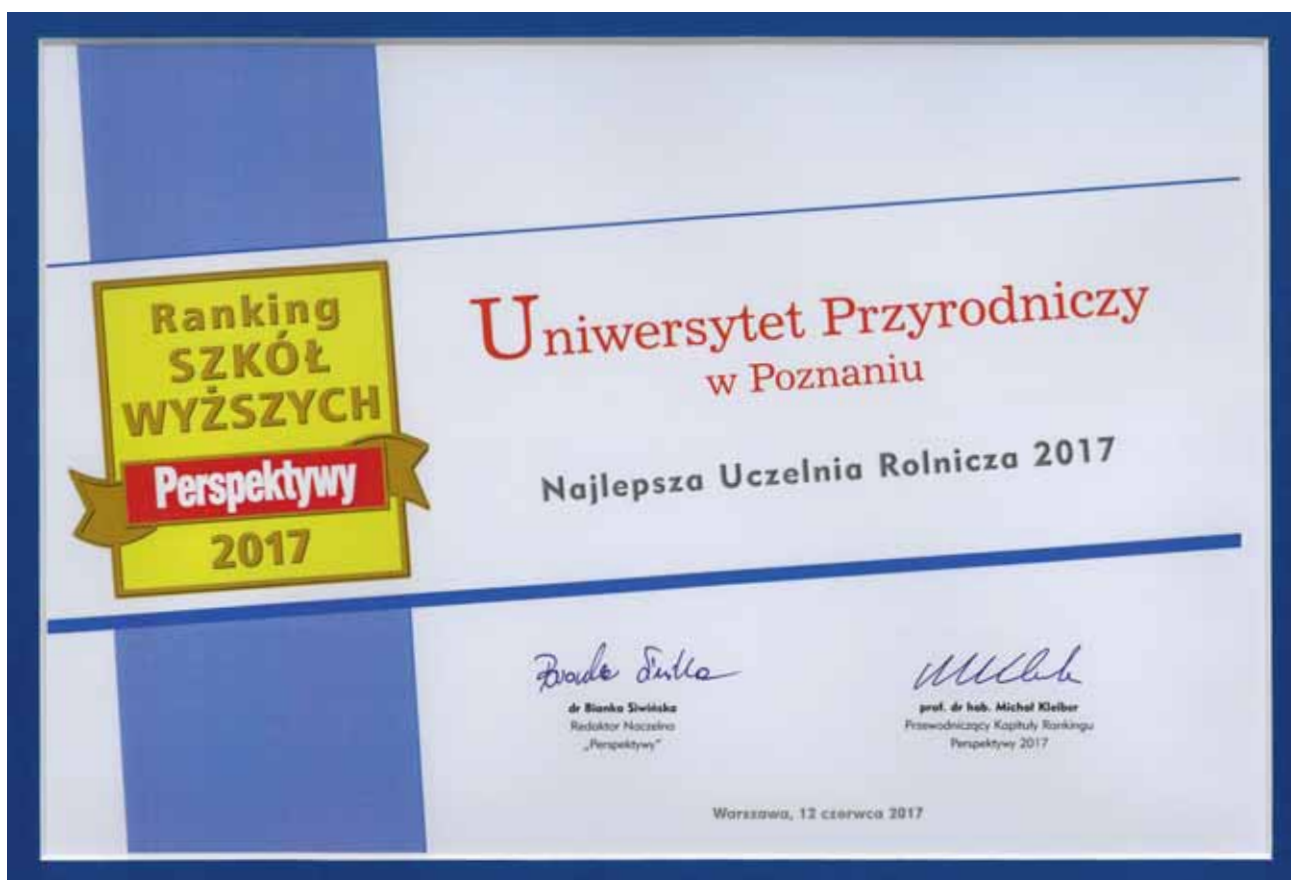 Ranking
SZKÓŁ
WYŻSZYCH
Perspektywy
2017
Uniwersytet Przyrodniczy
w Poznaniu
Najlepsza Uczelnia Rolnicza 2017
dr Bianka Siwińska
Redaktor Naczelna
„Perspektywy”
prof. dr hab. Michał Kleiber
Przewodniczący Kapituły Rankingu
Perspektywy 2017
Warszawa, 12 czerwca 2017